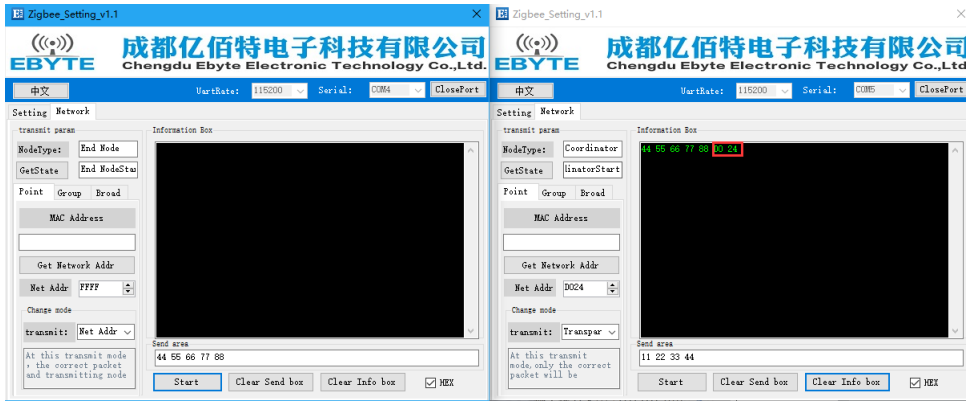 Zigbee_Setting_v1.1
EBYTE
成都亿佰特电子科技有限公司
Chengdu Ebyte Electronic Technology Co.,Ltd.
中文
UartRate:
115200
Serial:
COM4
ClosePort
Setting
Network
transmit param
NodeType:
End Node
GetState
End NodeStas
Point
Group
Broad
MAC Address
Get Network Addr
Net Addr
FFFF
Change mode
transmit:
Net Addr
At this transmit mode
, the correct packet
and transmitting node
Information Box
Send area
44 55 66 77 88
Start
Clear Send box
Clear Info box
HEX
Zigbee_Setting_v1.1
EBYTE
成都亿佰特电子科技有限公司
Chengdu Ebyte Electronic Technology Co.,Ltd
中文
UartRate:
115200
Serial:
COM5
ClosePort
Setting
Network
transmit param
NodeType:
Coordinator
GetState
linatorStart
Point
Group
Broad
MAC Address
Get Network Addr
Net Addr
D024
Change mode
transmit:
Transpar
At this transmit
mode,only the correct
packet will be
Information Box
44 55 66 77 88 D0 24
Send area
11 22 33 44
Start
Clear Send box
Clear Info box
HEX